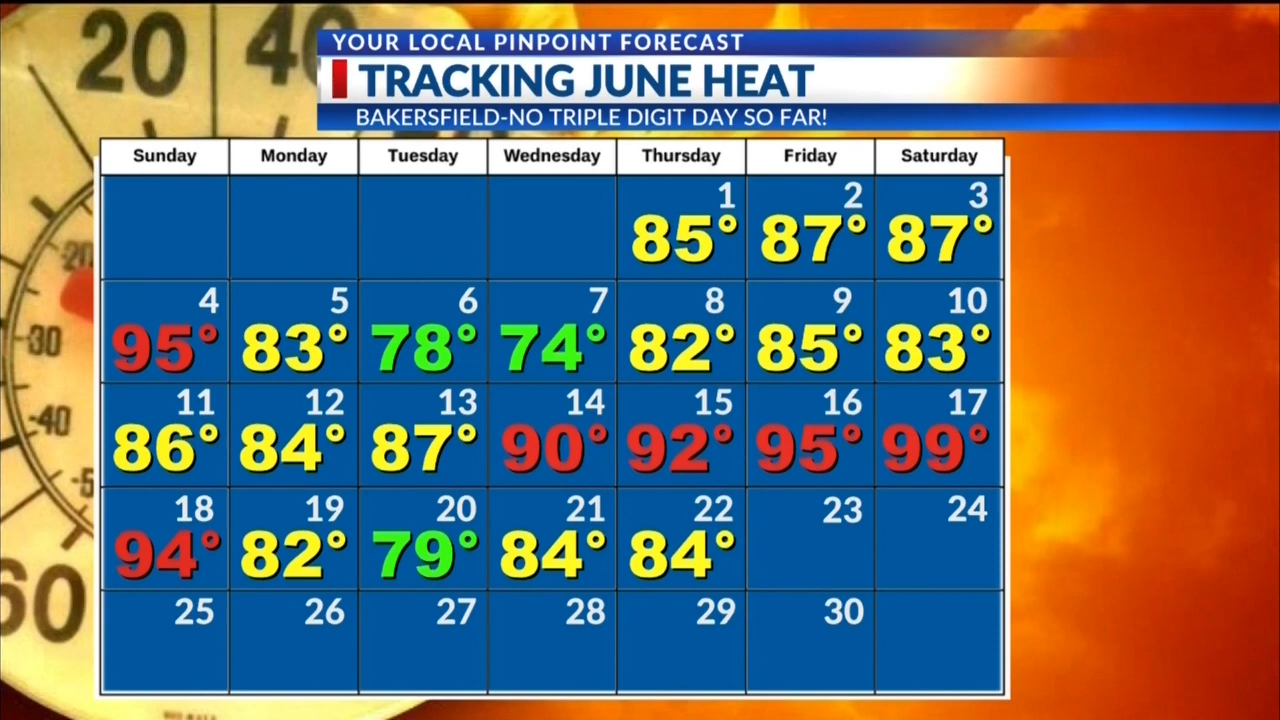 20 40
YOUR LOCAL PINPOINT FORECAST
TRACKING JUNE HEAT
BAKERSFIELD-NO TRIPLE DIGIT DAY SO FAR!
Sunday Monday Tuesday Wednesday Thursday Friday Saturday
1 2 3
85° 87° 87°
4 5 6 7 8 9 10
95° 83° 78° 74° 82° 85° 83°
11 12 13 14 15 16 17
86° 84° 87° 90° 92° 95° 99°
18 19 20 21 22 23 24
94° 82° 79° 84° 84°
25 26 27 28 29 30
-20
-30
-40
-5
60